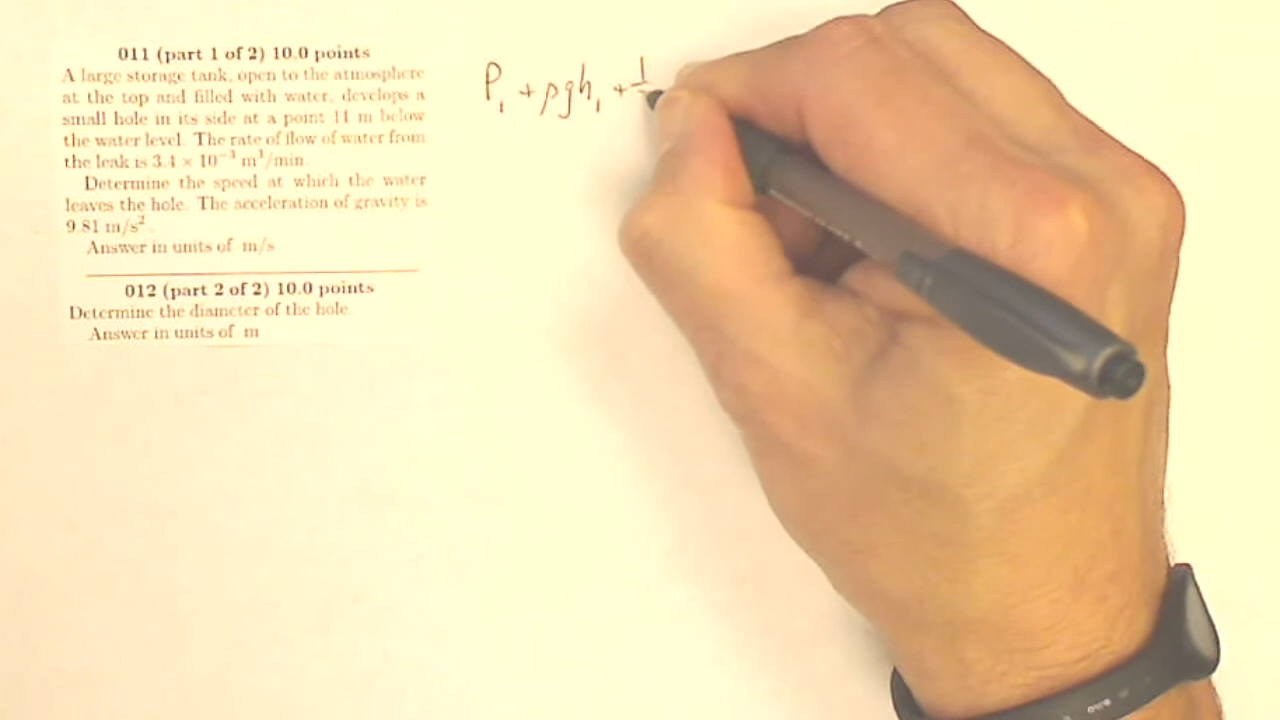 011 (part 1 of 2) 10.0 points
A large storage tank, open to the atmosphere
at the top and filled with water, develops a
small hole in its side at a point 11 m below
the water level. The rate of flow of water from
the leak is 3.4 × 10⁻³ m³/min.
Determine the speed at which the water
leaves the hole. The acceleration of gravity is
9.81 m/s².
Answer in units of m/s
012 (part 2 of 2) 10.0 points
Determine the diameter of the hole.
Answer in units of m
P₁ + ρgh₁ + 1